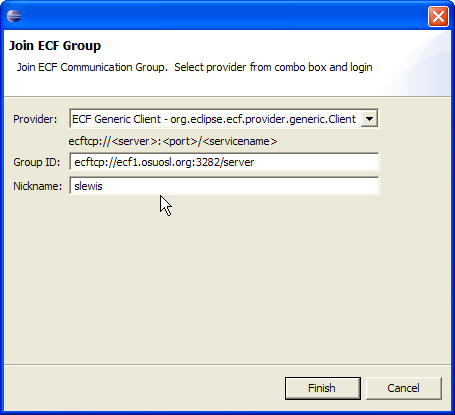 Join ECF Group
Join ECF Communication Group. Select provider from combo box and login
Provider: ECF Generic Client - org.eclipse.ecf.provider.generic.Client
ecftcp://<server>:<port>/<servicename>
Group ID: ecftcp://ecf1.osuosl.org:3282/server
Nickname: slewis
Finish Cancel